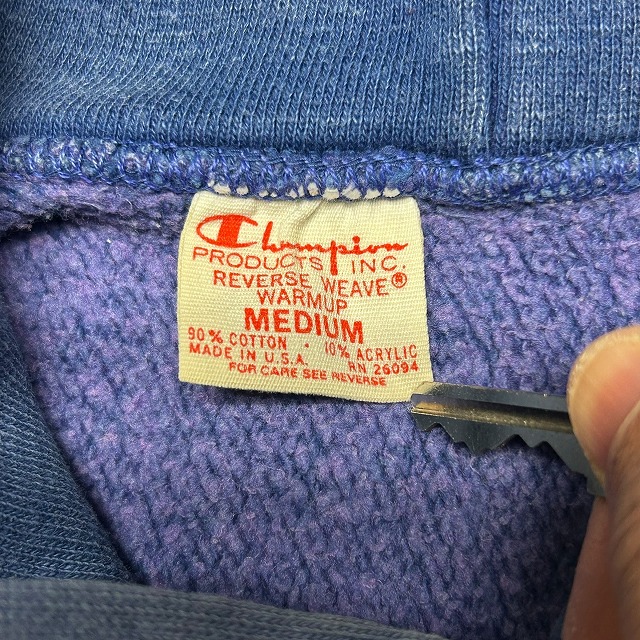 Champion
PRODUCTS INC.
REVERSE WEAVE®
WARMUP
MEDIUM
90% COTTON · 10% ACRYLIC
MADE IN U.S.A. RN 26094
FOR CARE SEE REVERSE